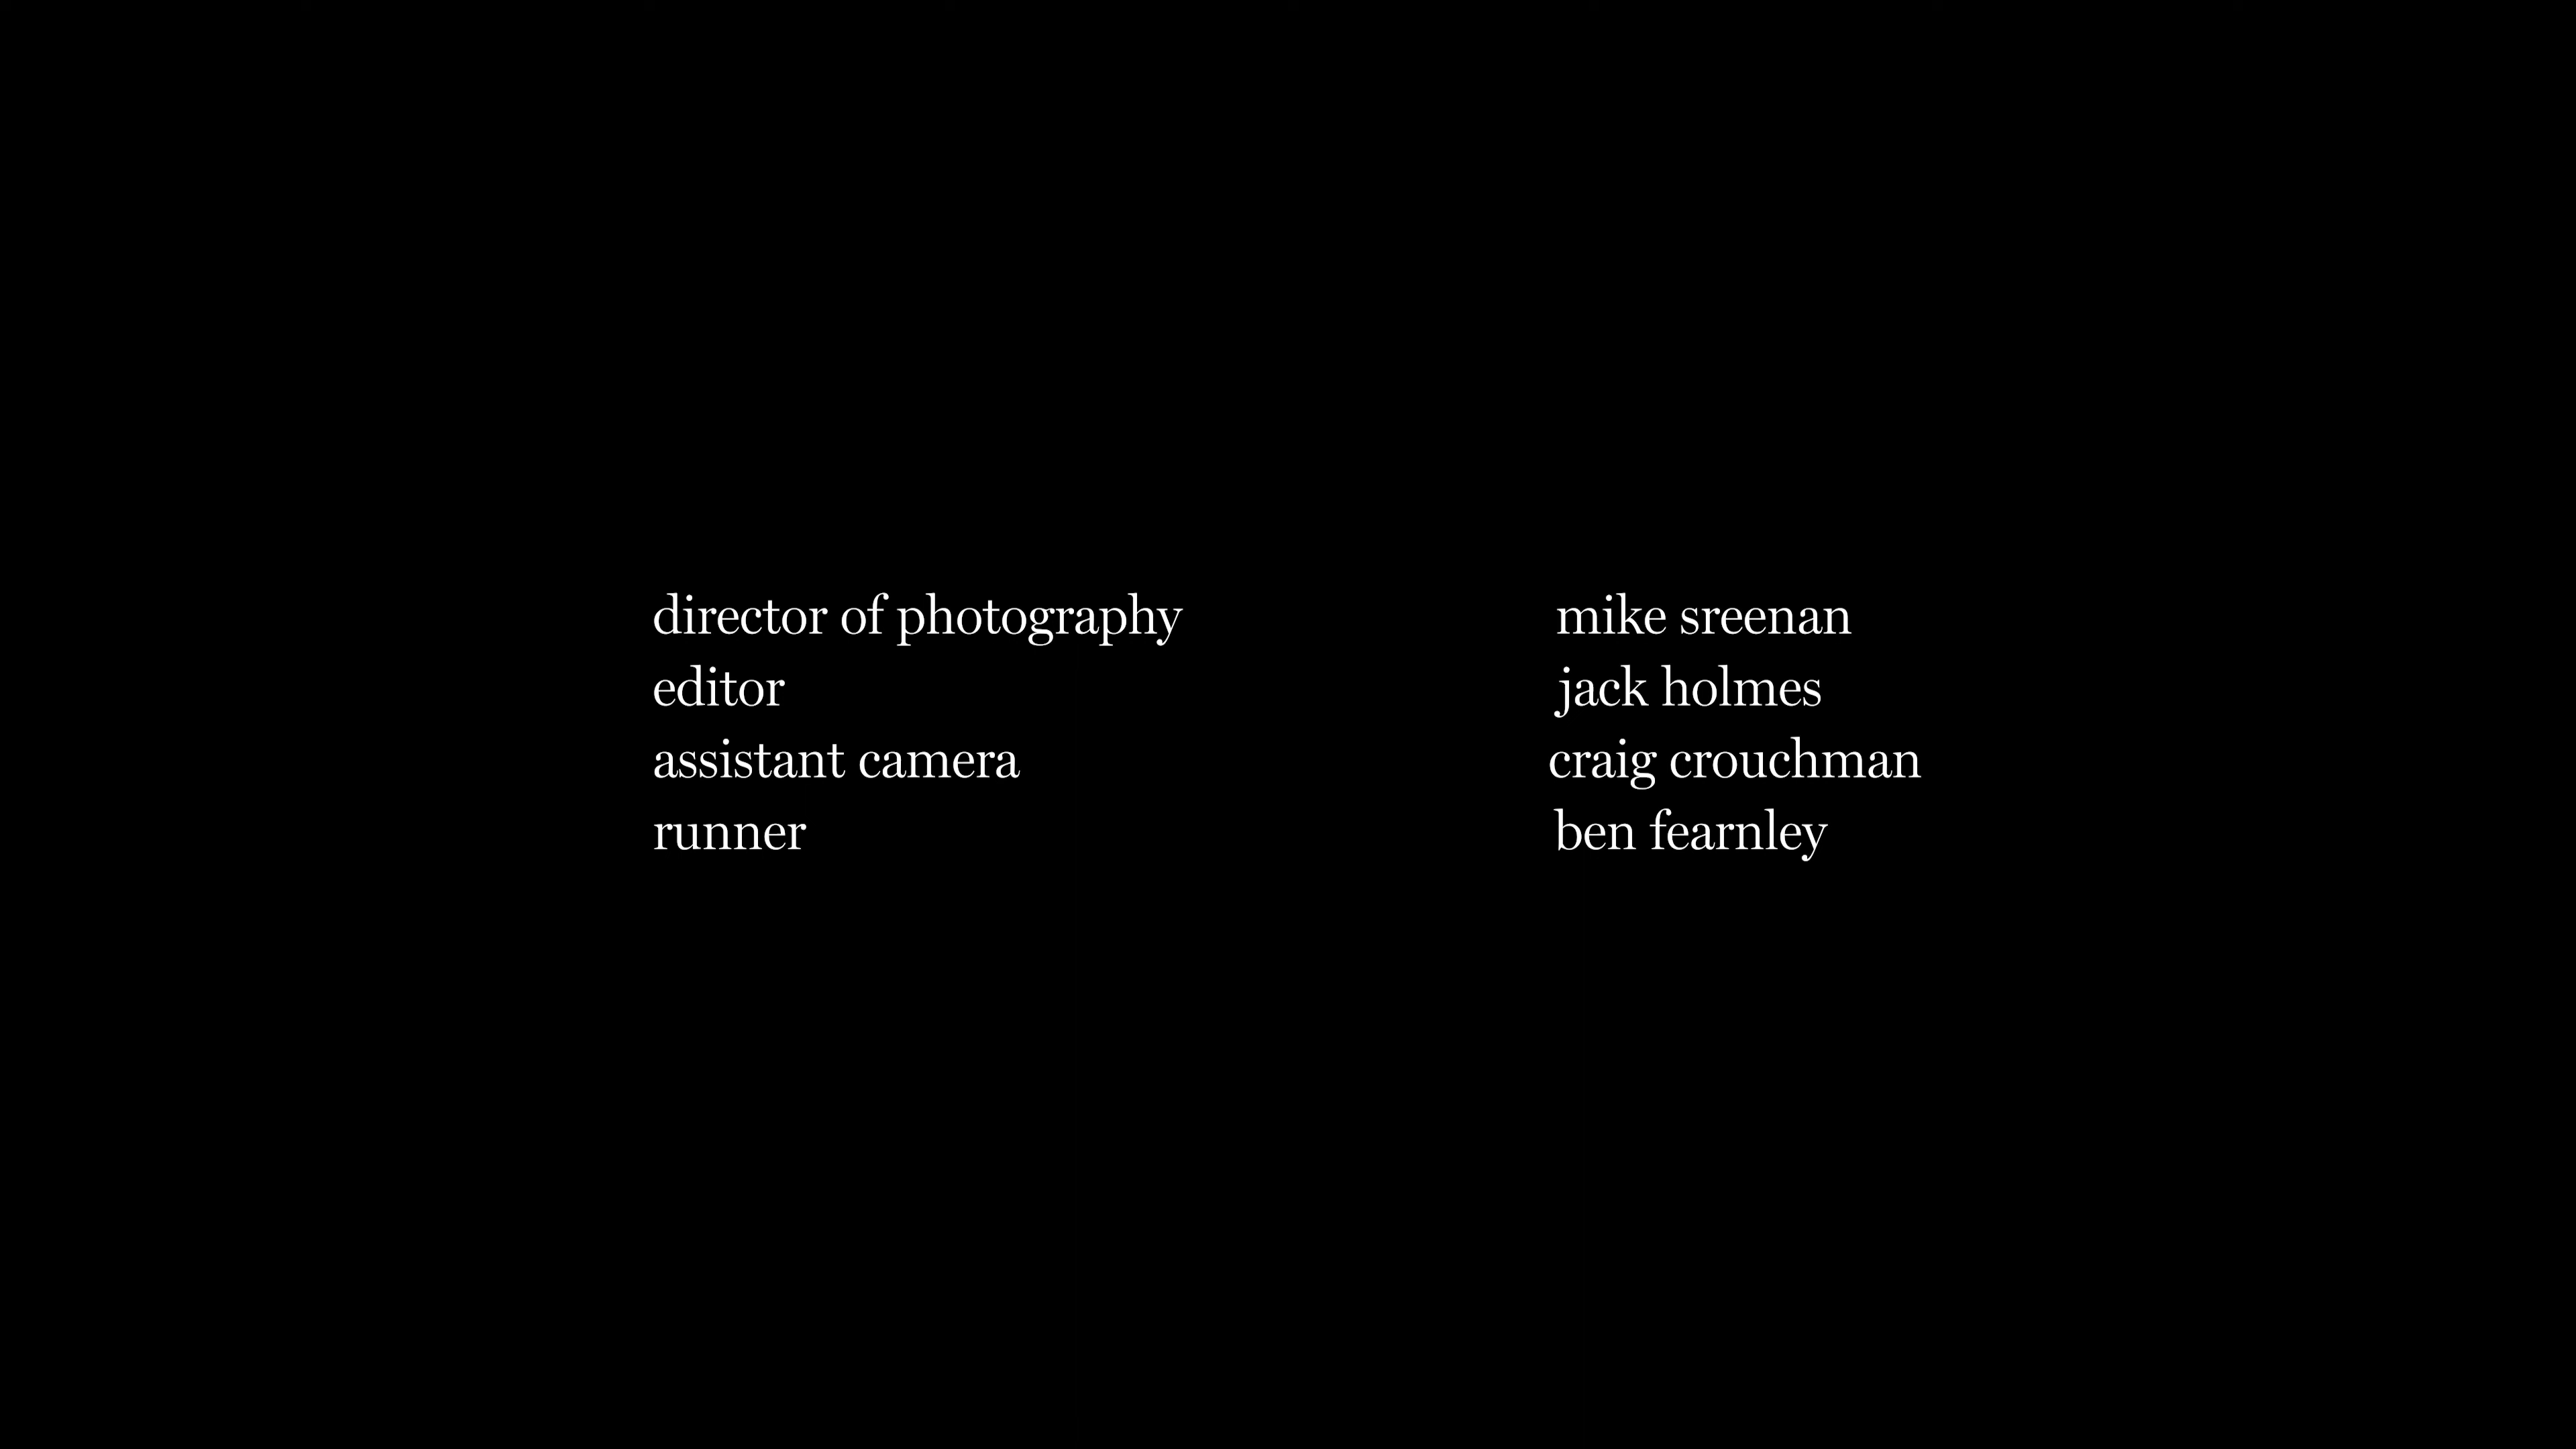 director of photography mike sreenan
editor jack holmes
assistant camera craig crouchman
runner ben fearnley